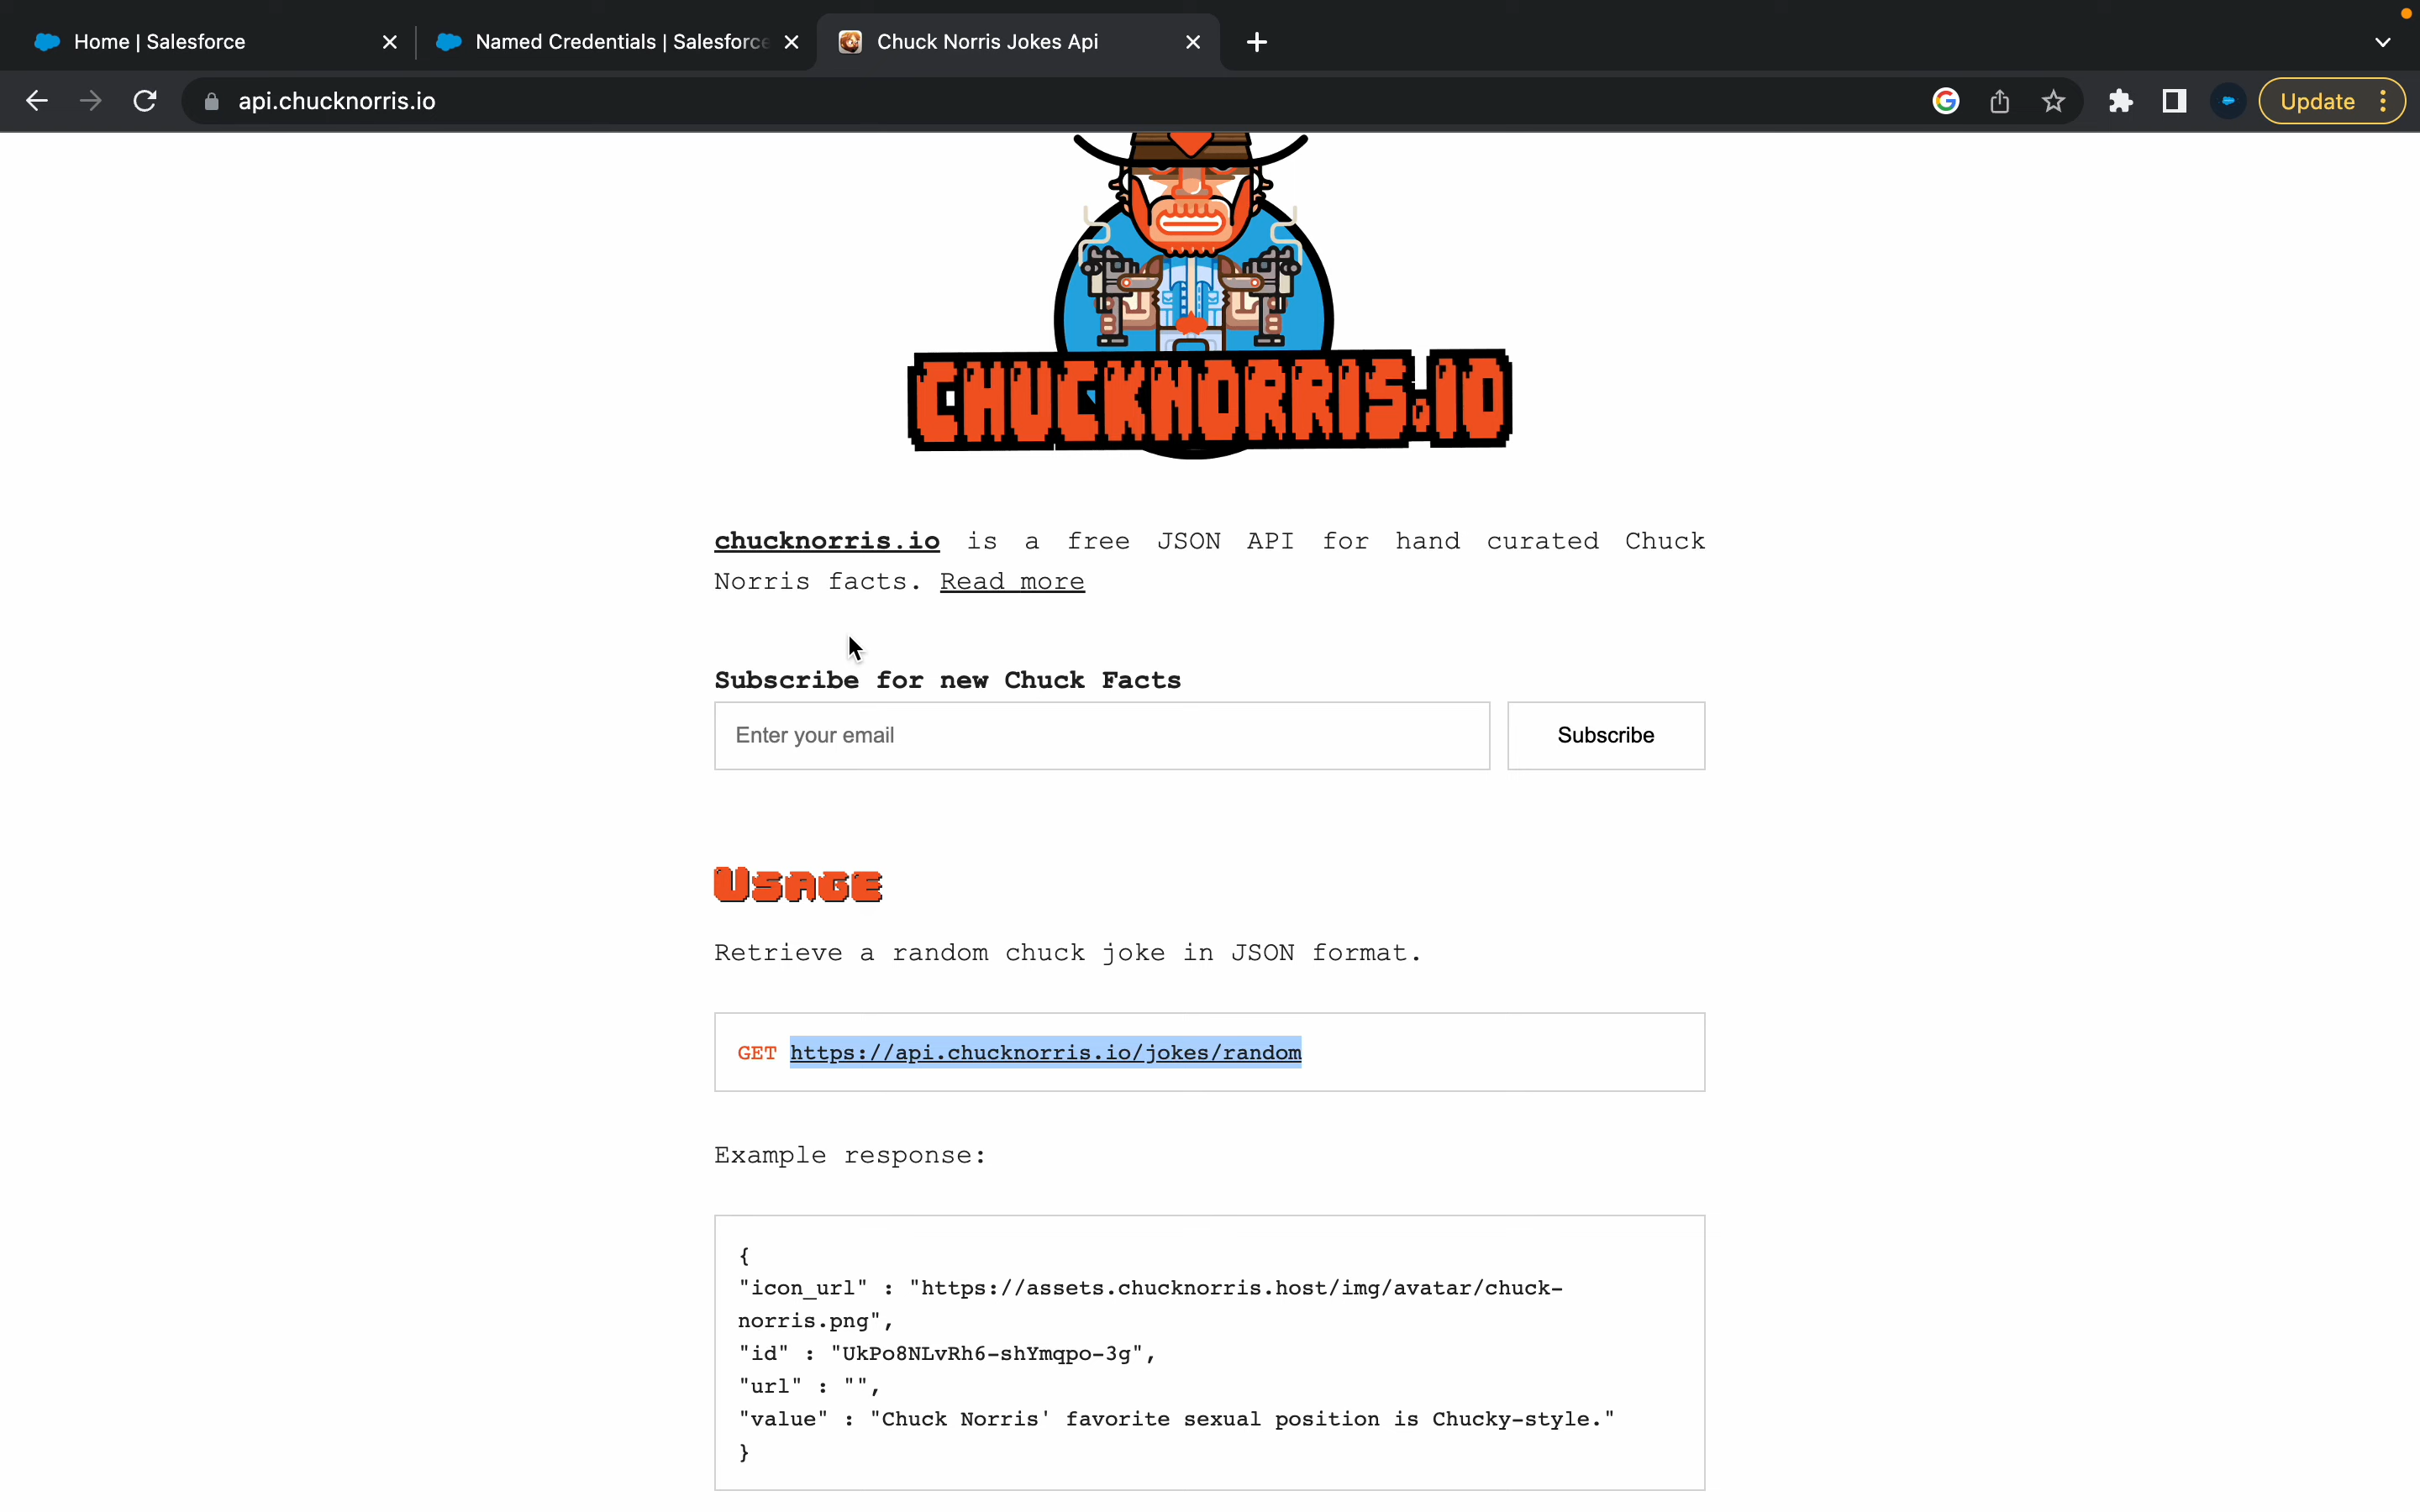 Home | Salesforce
Named Credentials | Salesforce
Chuck Norris Jokes Api
api.chucknorris.io
Update
CHUCKNORRIS.IO
chucknorris.io is a free JSON API for hand curated Chuck
Norris facts. Read more
Subscribe for new Chuck Facts
Enter your email
Subscribe
Usage
Retrieve a random chuck joke in JSON format.
GET https://api.chucknorris.io/jokes/random
Example response:
{
"icon_url" : "https://assets.chucknorris.host/img/avatar/chuck-
norris.png",
"id" : "UkPo8NLvRh6-shYmqpo-3g",
"url" : "",
"value" : "Chuck Norris' favorite sexual position is Chucky-style."
}